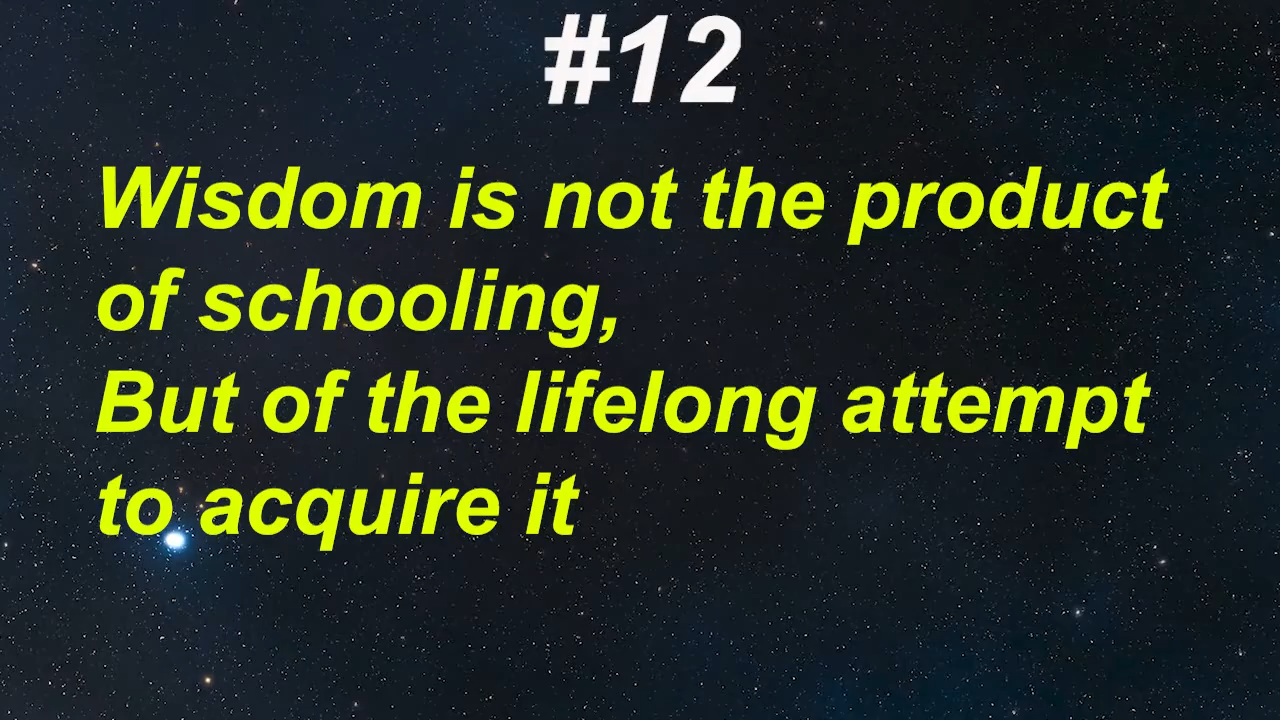 #12
Wisdom is not the product
of schooling,
But of the lifelong attempt
to acquire it